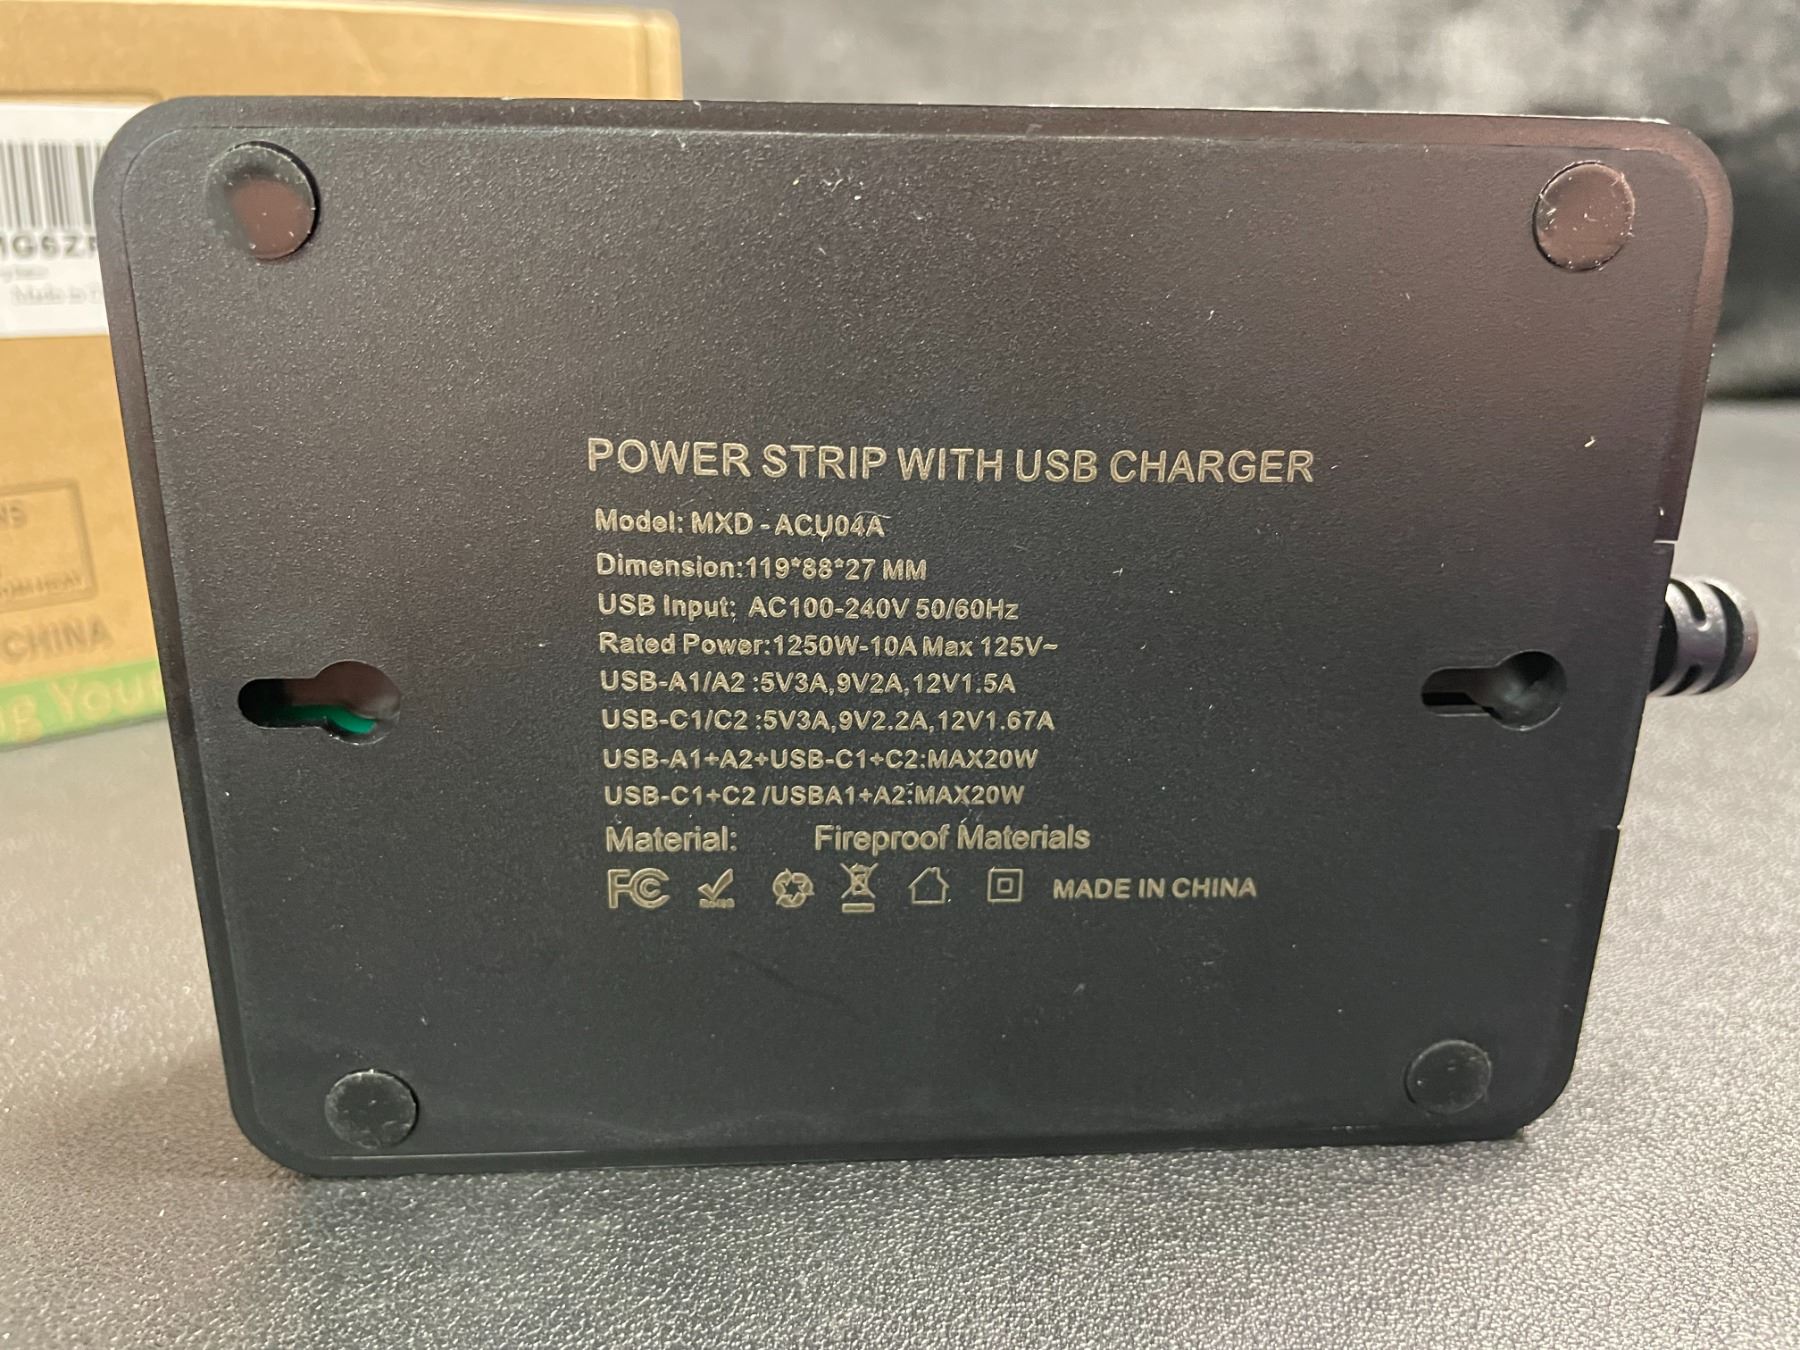 POWER STRIP WITH USB CHARGER
Model: MXD - ACU04A
Dimension:119*88*27 MM
USB Input: AC100-240V 50/60Hz
Rated Power:1250W-10A Max 125V~
USB-A1/A2 :5V3A,9V2A,12V1.5A
USB-C1/C2 :5V3A,9V2.2A,12V1.67A
USB-A1+A2+USB-C1+C2:MAX20W
USB-C1+C2 /USBA1+A2:MAX20W
Material: Fireproof Materials
FC RoHS MADE IN CHINA
CHINA